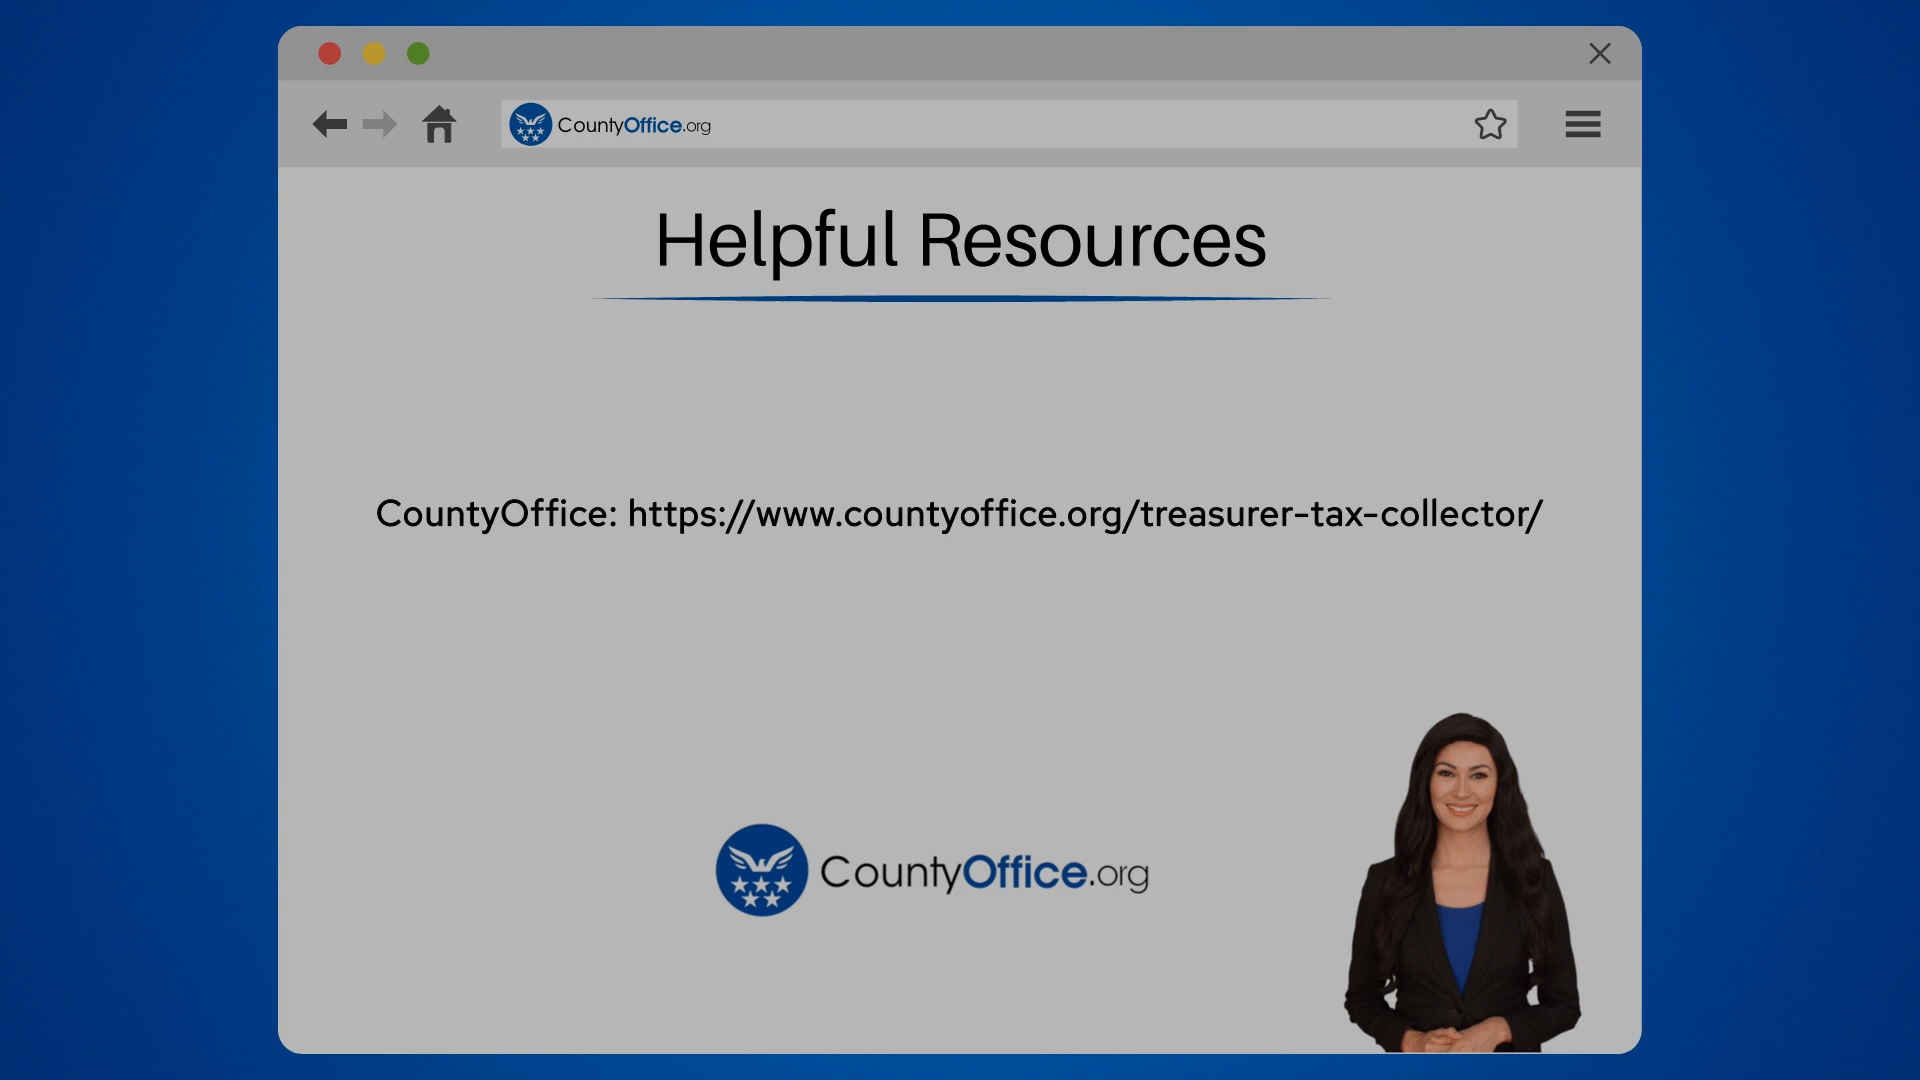 CountyOffice.org
Helpful Resources
CountyOffice: https://www.countyoffice.org/treasurer-tax-collector/
CountyOffice.org